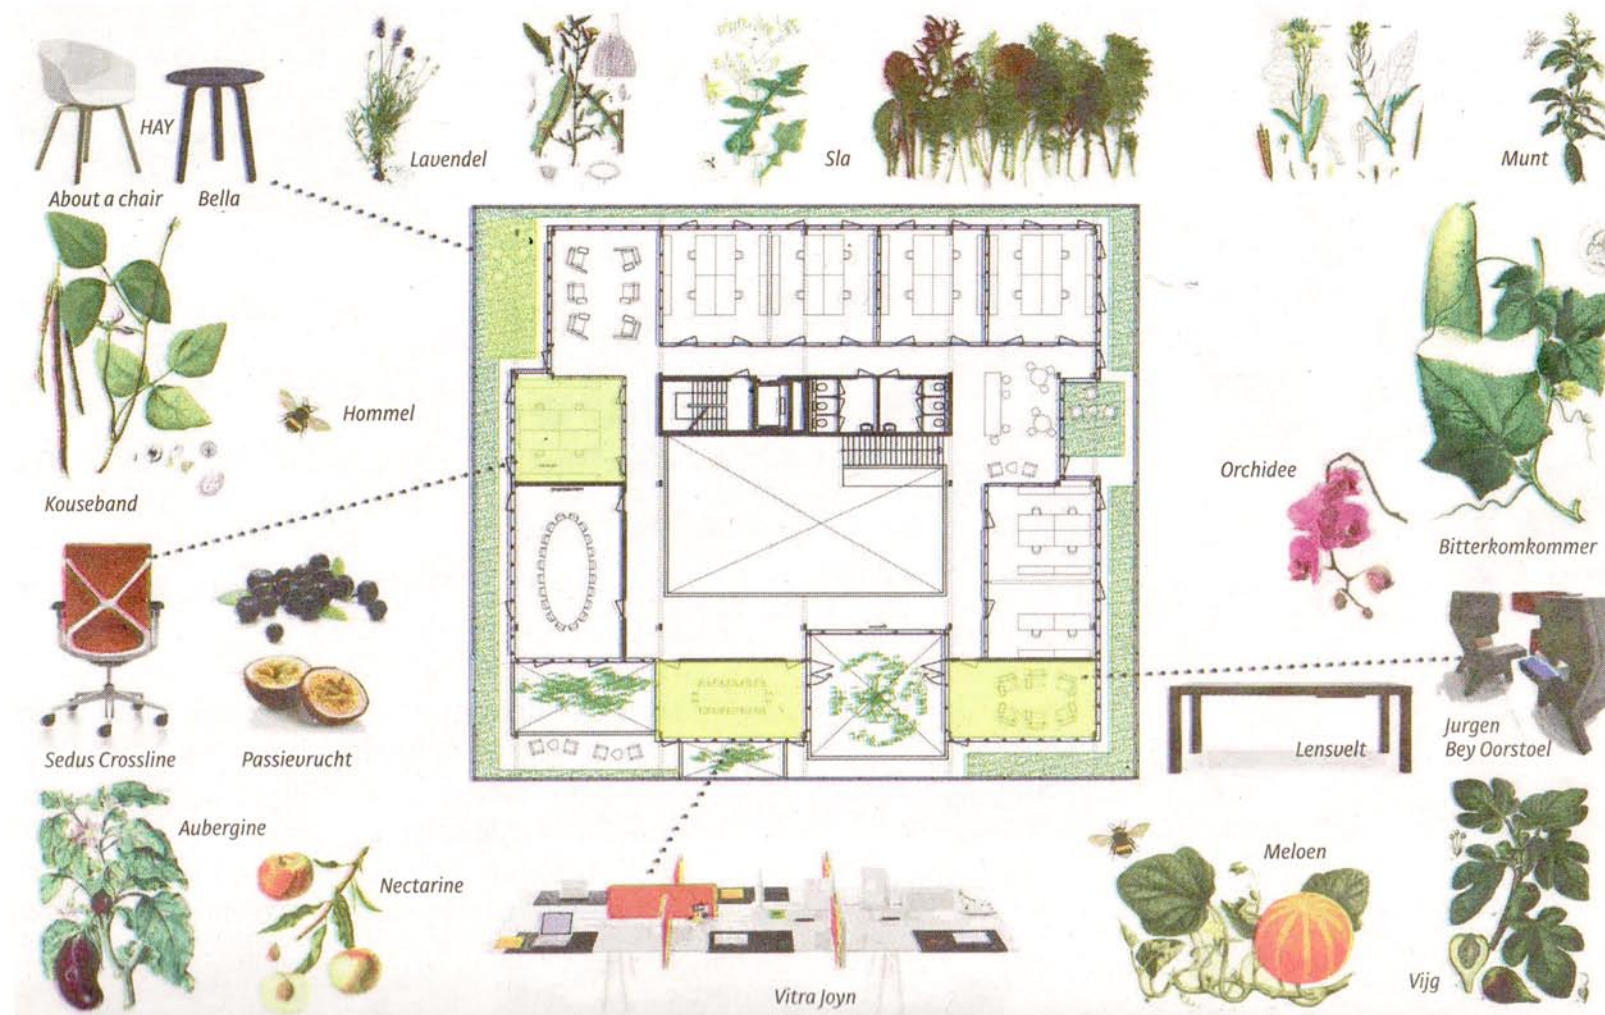 HAY
About a chair
Bella
Lavendel
Sla
Munt
Kouseband
Hommel
Orchidee
Bitterkomkommer
Sedus Crossline
Passievrucht
Lensvelt
Jurgen
Bey Oorstoel
Aubergine
Nectarine
Vitra Joyn
Meloen
Vijg